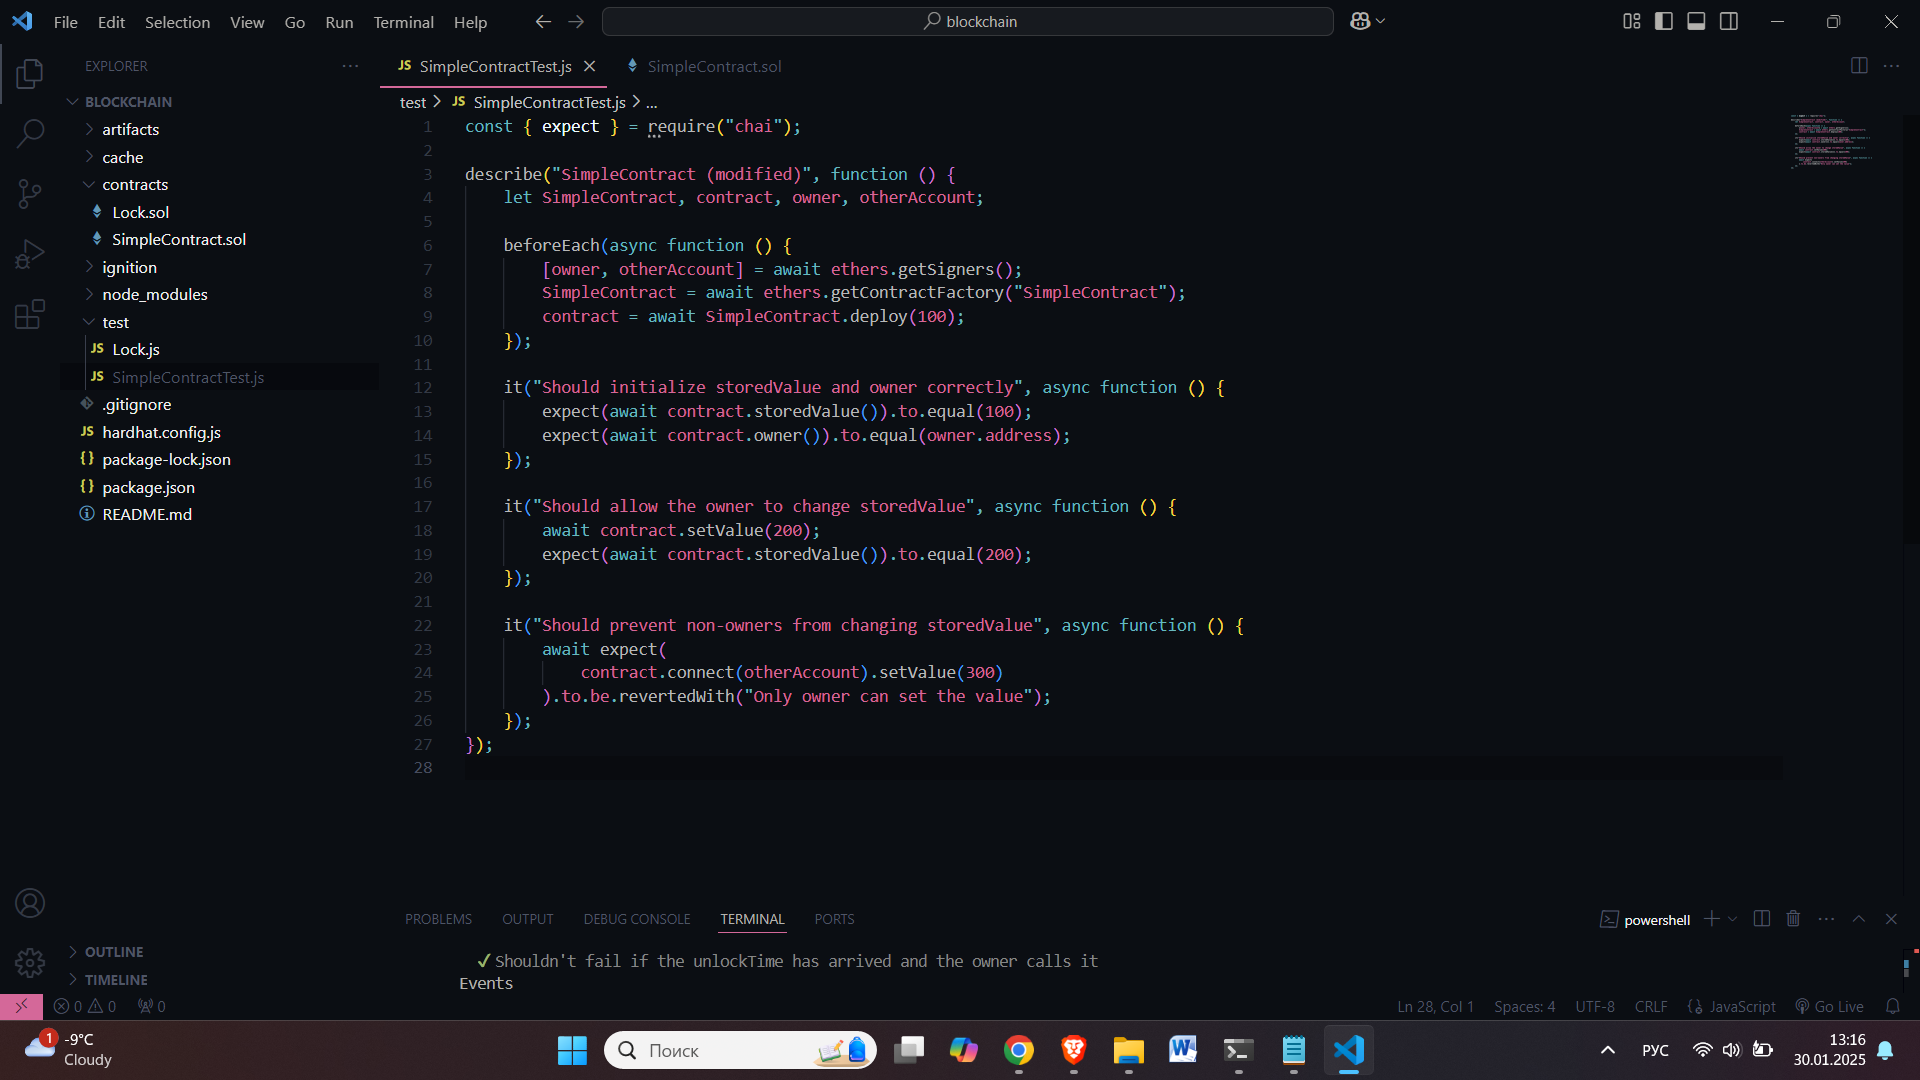 File Edit Selection View Go Run Terminal Help
blockchain
EXPLORER
SimpleContractTest.js
SimpleContract.sol
BLOCKCHAIN
artifacts
cache
contracts
Lock.sol
SimpleContract.sol
ignition
node_modules
test
JS Lock.js
JS SimpleContractTest.js
.gitignore
JS hardhat.config.js
{} package-lock.json
{} package.json
README.md
OUTLINE
TIMELINE
test > JS SimpleContractTest.js > ...
1 const { expect } = require("chai");
2
3 describe("SimpleContract (modified)", function () {
4 let SimpleContract, contract, owner, otherAccount;
5
6 beforeEach(async function () {
7 [owner, otherAccount] = await ethers.getSigners();
8 SimpleContract = await ethers.getContractFactory("SimpleContract");
9 contract = await SimpleContract.deploy(100);
10 });
11
12 it("Should initialize storedValue and owner correctly", async function () {
13 expect(await contract.storedValue()).to.equal(100);
14 expect(await contract.owner()).to.equal(owner.address);
15 });
16
17 it("Should allow the owner to change storedValue", async function () {
18 await contract.setValue(200);
19 expect(await contract.storedValue()).to.equal(200);
20 });
21
22 it("Should prevent non-owners from changing storedValue", async function () {
23 await expect(
24 contract.connect(otherAccount).setValue(300)
25 ).to.be.revertedWith("Only owner can set the value");
26 });
27 });
28
PROBLEMS OUTPUT DEBUG CONSOLE TERMINAL PORTS
powershell
✓ Shouldn't fail if the unlockTime has arrived and the owner calls it
Events
0 0 0
Ln 28, Col 1 Spaces: 4 UTF-8 CRLF {} JavaScript Go Live
1
-9°C
Cloudy
Поиск
РУС
13:16
30.01.2025